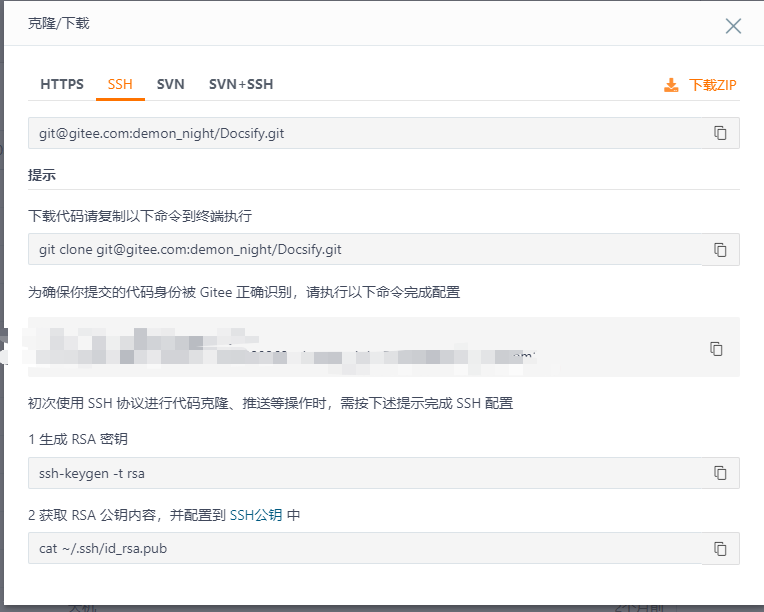 克隆/下载
HTTPS SSH SVN SVN+SSH 下载ZIP
git@gitee.com:demon_night/Docsify.git
提示
下载代码请复制以下命令到终端执行
git clone git@gitee.com:demon_night/Docsify.git
为确保你提交的代码身份被 Gitee 正确识别，请执行以下命令完成配置
初次使用 SSH 协议进行代码克隆、推送等操作时，需按下述提示完成 SSH 配置
1 生成 RSA 密钥
ssh-keygen -t rsa
2 获取 RSA 公钥内容，并配置到 SSH公钥 中
cat ~/.ssh/id_rsa.pub